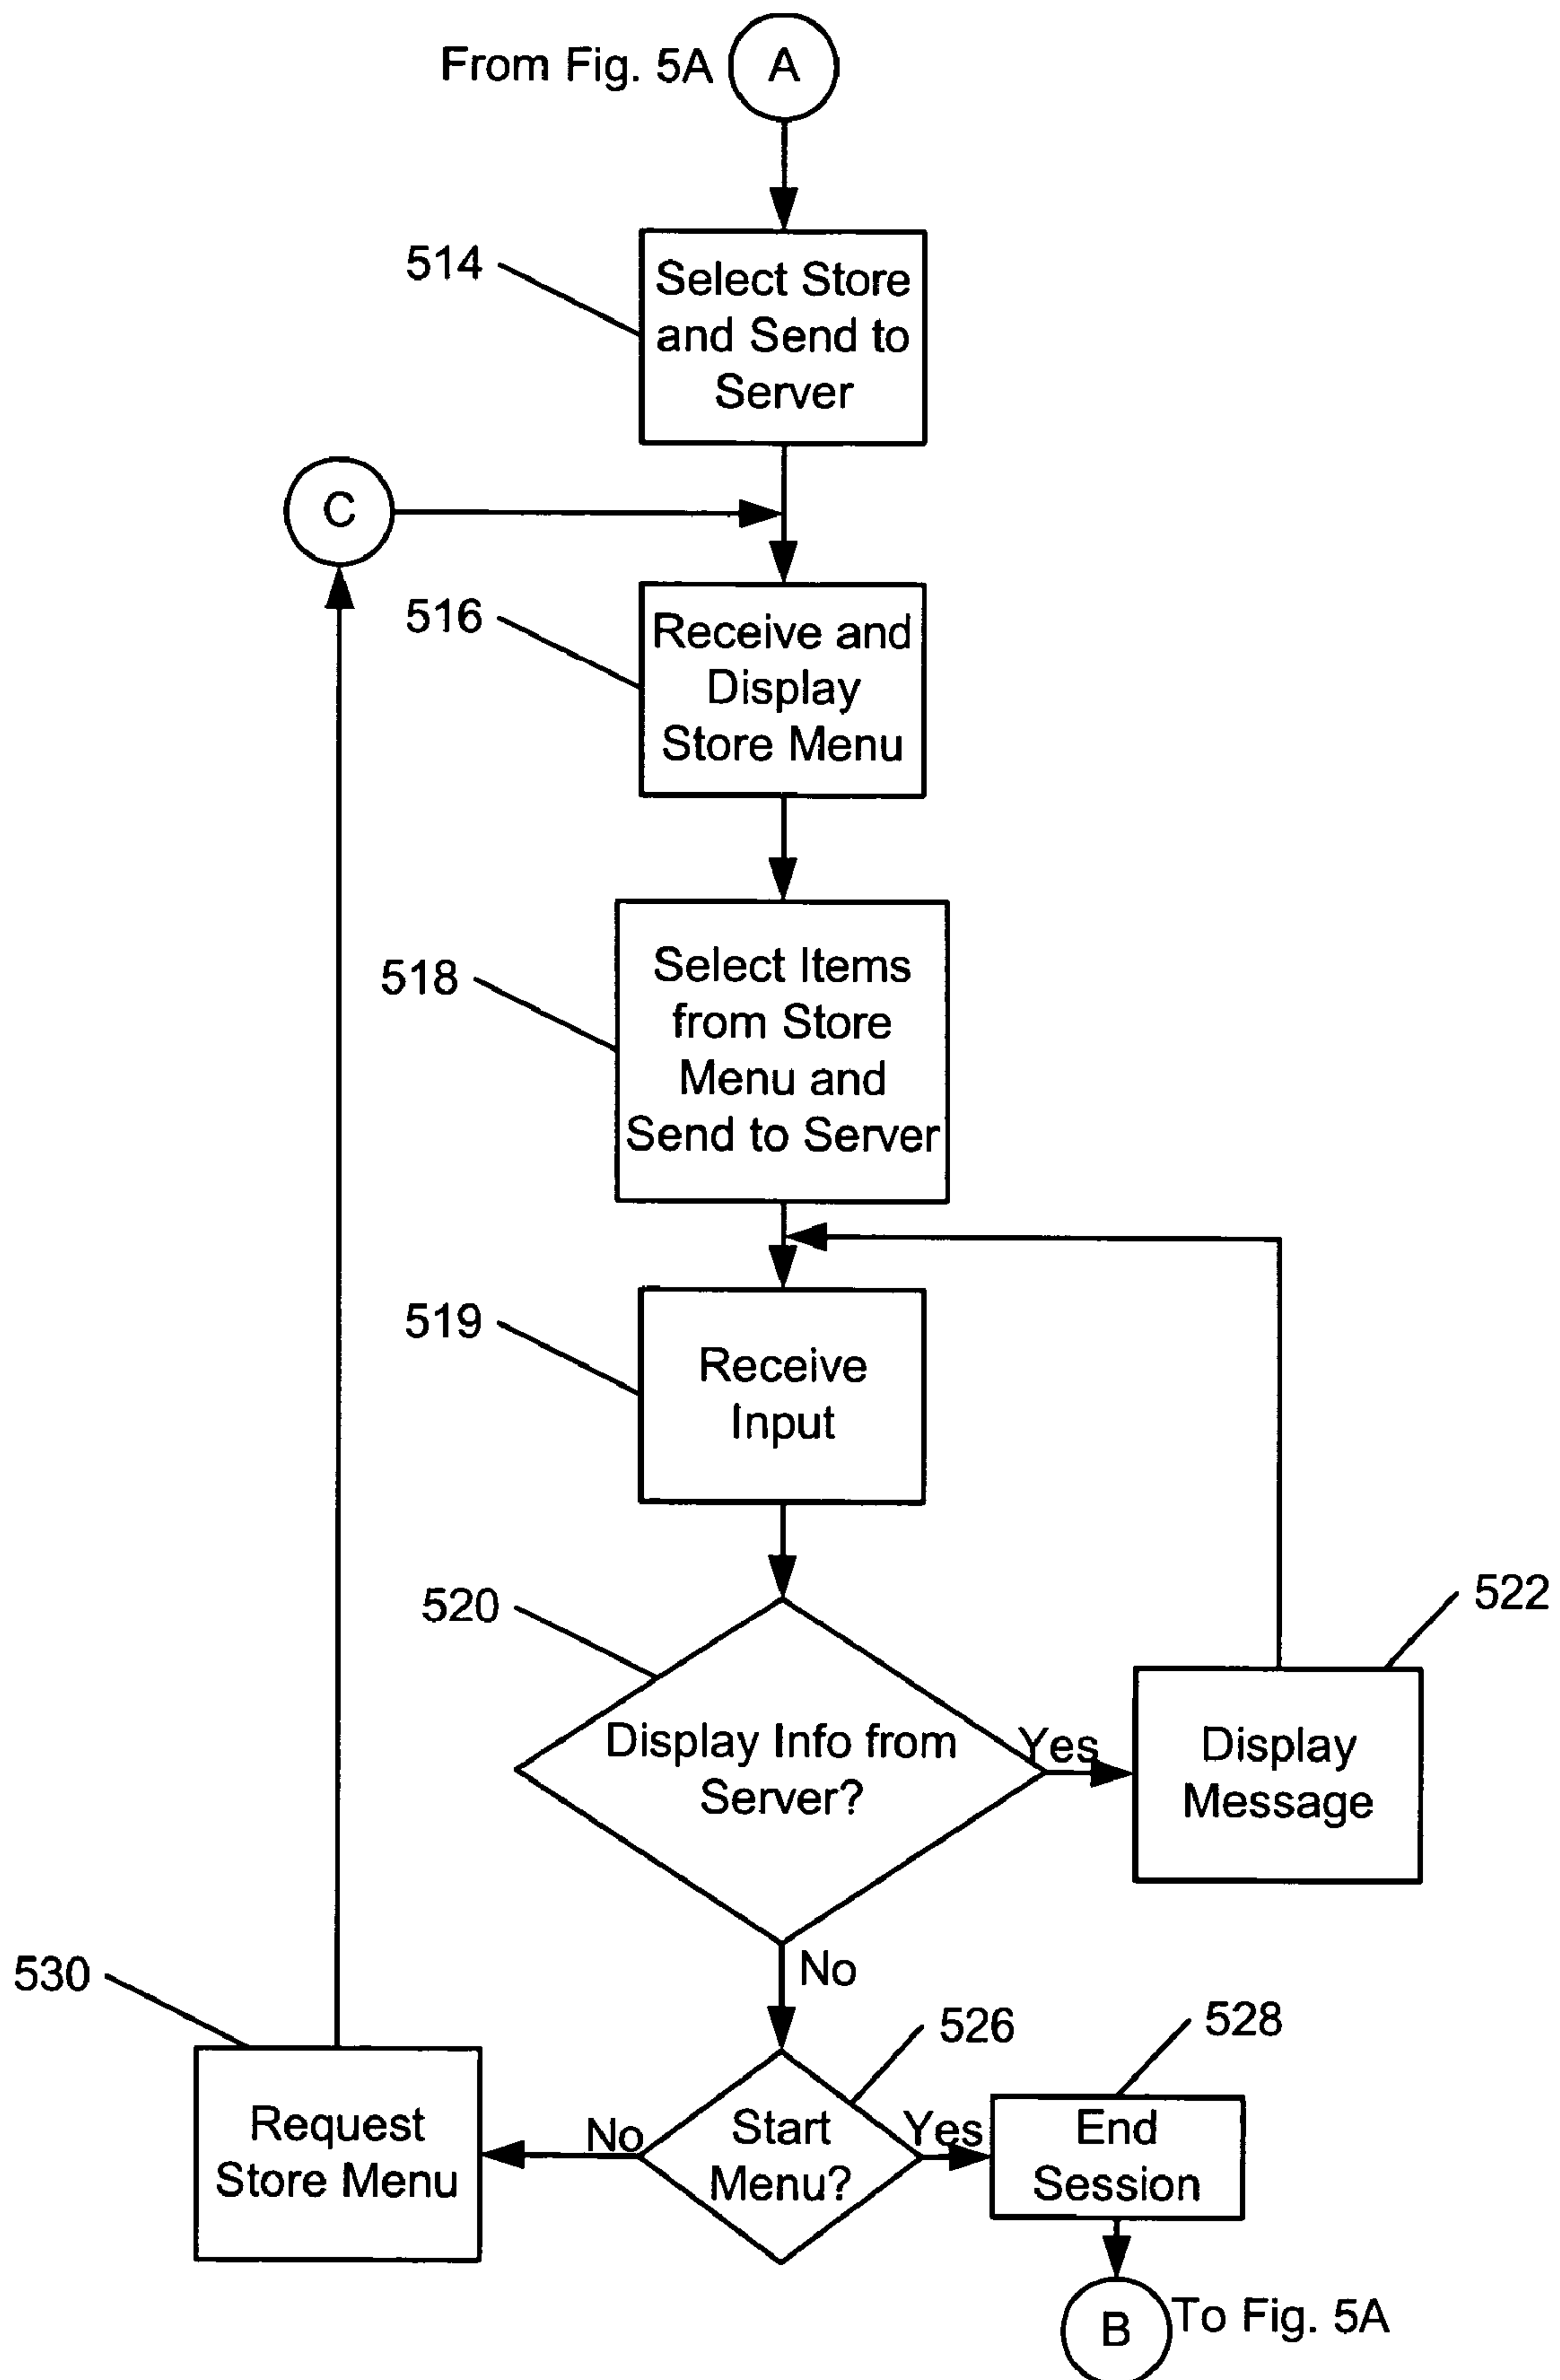 From Fig. 5A
A
514
Select Store
and Send to
Server
C
516
Receive and
Display
Store Menu
518
Select Items
from Store
Menu and
Send to Server
519
Receive
Input
520
Display Info from
Server?
Yes
522
Display
Message
No
530
Request
Store Menu
No
526
Start
Menu?
Yes
528
End
Session
B
To Fig. 5A